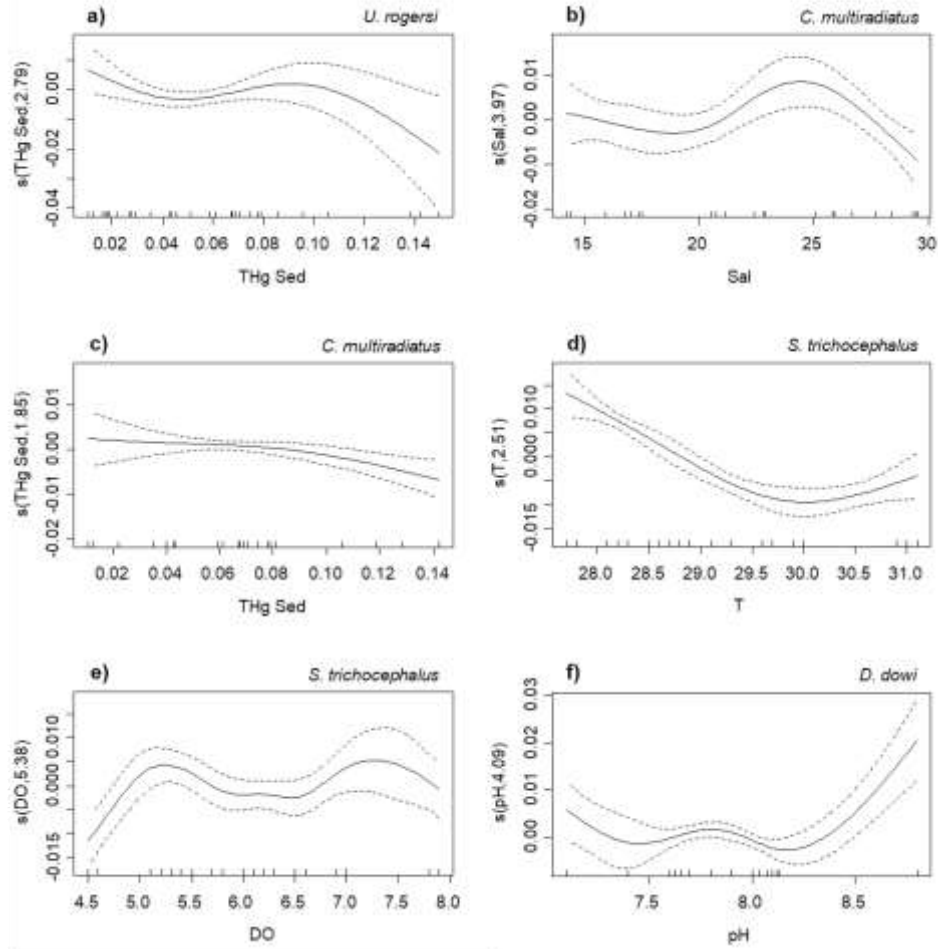 a) U. rogersi
s(THg Sed,2.79)
0.00
-0.02
-0.04
0.02 0.04 0.06 0.08 0.10 0.12 0.14
THg Sed
b) C. multiradiatus
s(Sal,3.97)
0.01
0.00
-0.01
-0.02
15 20 25 30
Sal
c) C. multiradiatus
s(THg Sed,1.85)
0.01
0.00
-0.01
-0.02
0.02 0.04 0.06 0.08 0.10 0.12 0.14
THg Sed
d) S. trichocephalus
s(T,2.51)
0.010
0.000
-0.015
28.0 28.5 29.0 29.5 30.0 30.5 31.0
T
e) S. trichocephalus
s(DO,5.38)
0.010
0.000
-0.015
4.5 5.0 5.5 6.0 6.5 7.0 7.5 8.0
DO
f) D. dowi
s(pH,4.09)
0.03
0.02
0.01
0.00
7.5 8.0 8.5
pH